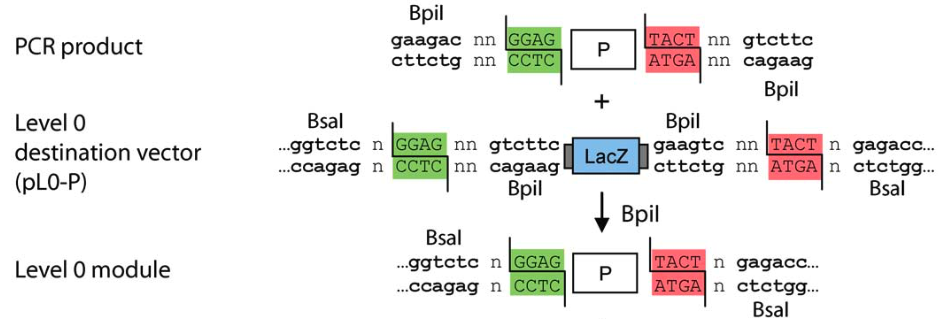 BpiI
PCR product
gaagac nn GGAG P TACT nn gtcttc
cttctg nn CCTC ATGA nn cagaag
BpiI
+
Level 0
destination vector
(pL0-P)
BsaI BpiI
...ggtctc n GGAG nn gtcttc LacZ gaagtc nn TACT n gagacc...
...ccagag n CCTC nn cagaag cttctg nn ATGA n ctctgg...
BpiI BsaI
BpiI
BsaI
Level 0 module
...ggtctc n GGAG P TACT n gagacc...
...ccagag n CCTC ATGA n ctctgg...
BsaI